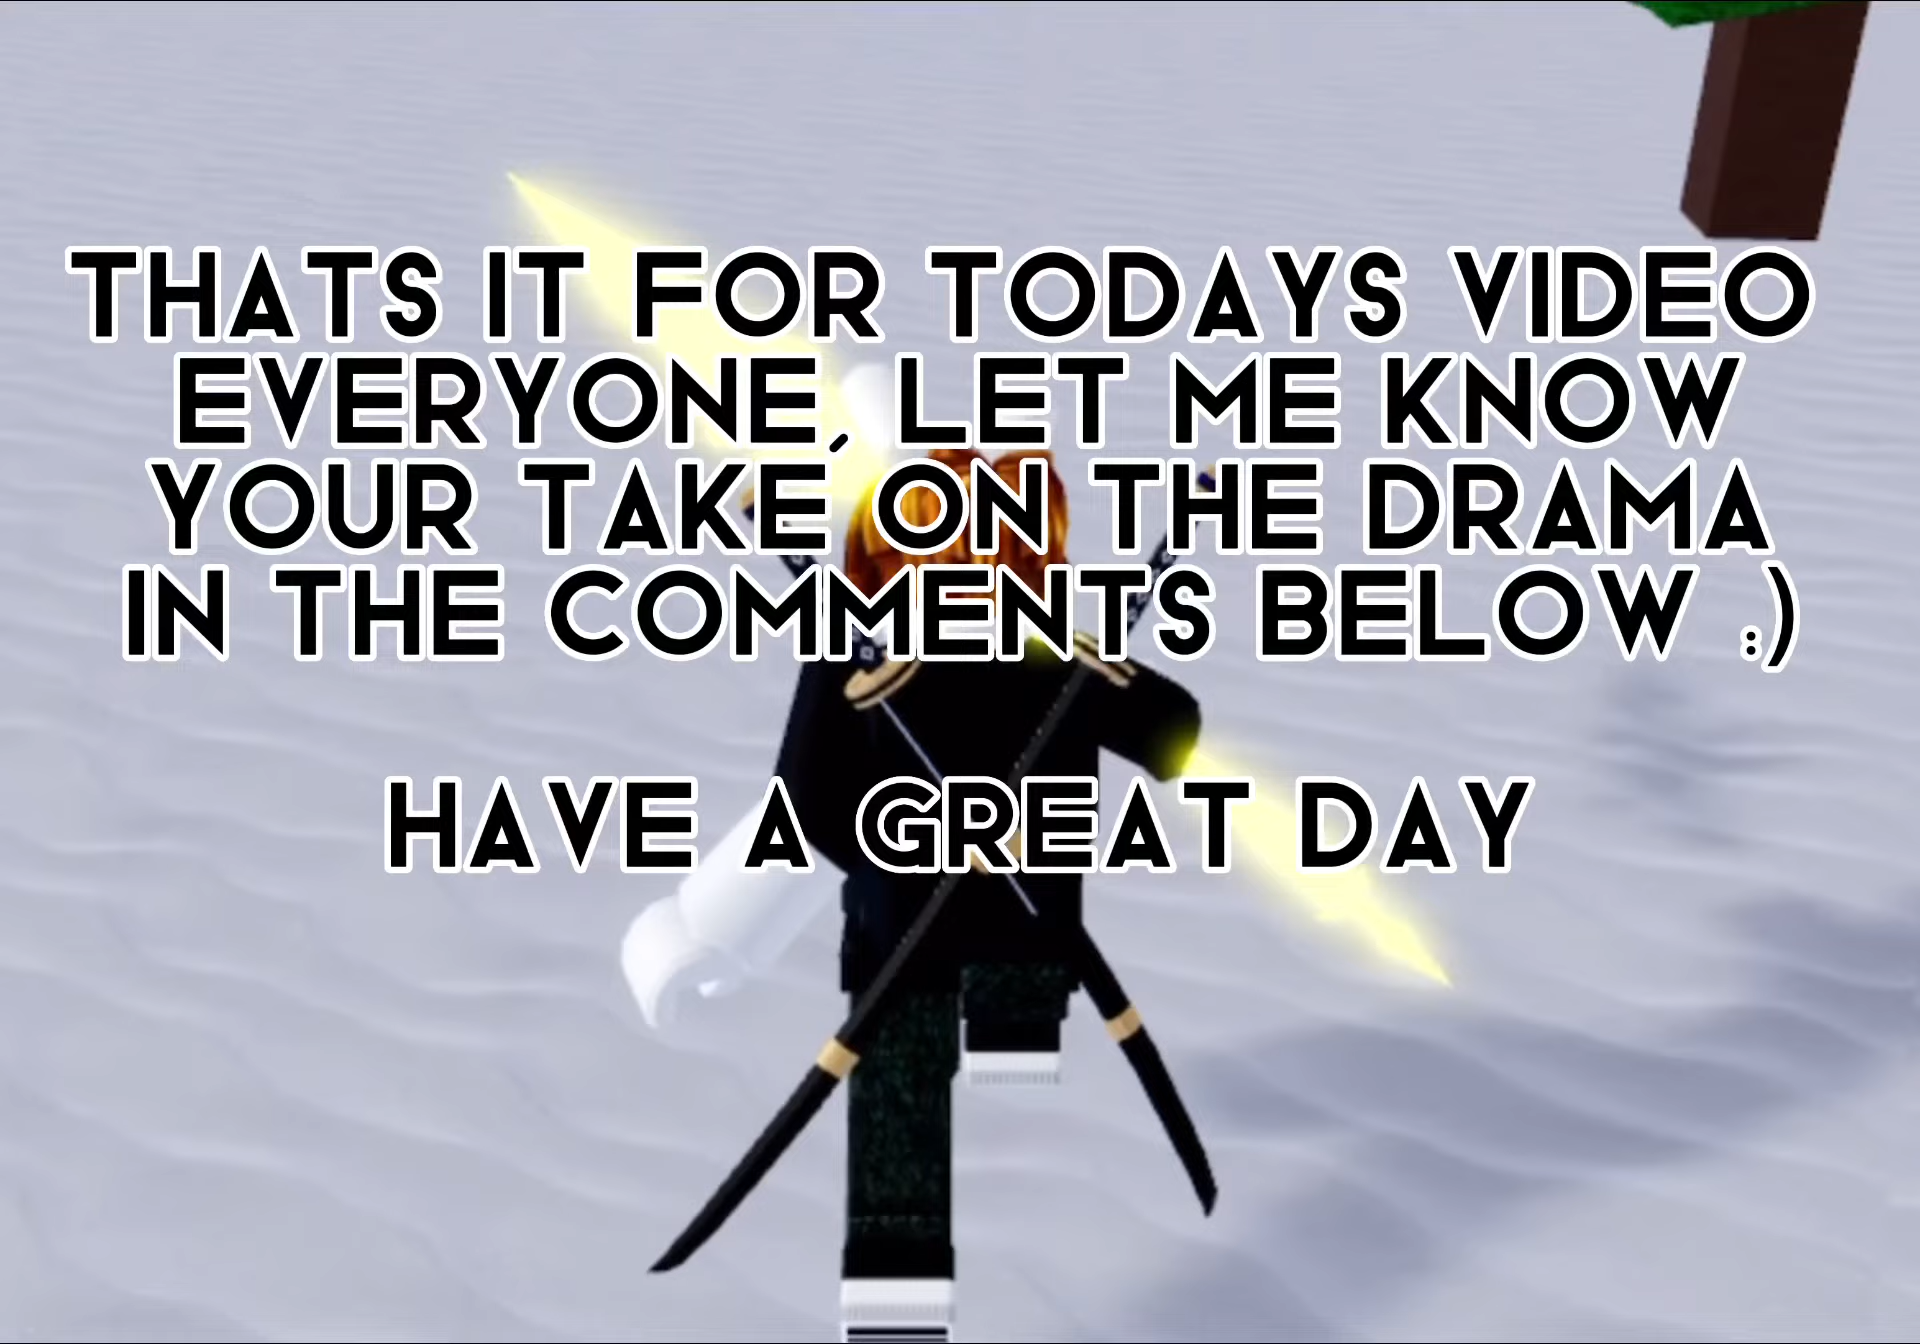 THATS IT FOR TODAYS VIDEO
EVERYONE, LET ME KNOW
YOUR TAKE ON THE DRAMA
IN THE COMMENTS BELOW :)
HAVE A GREAT DAY